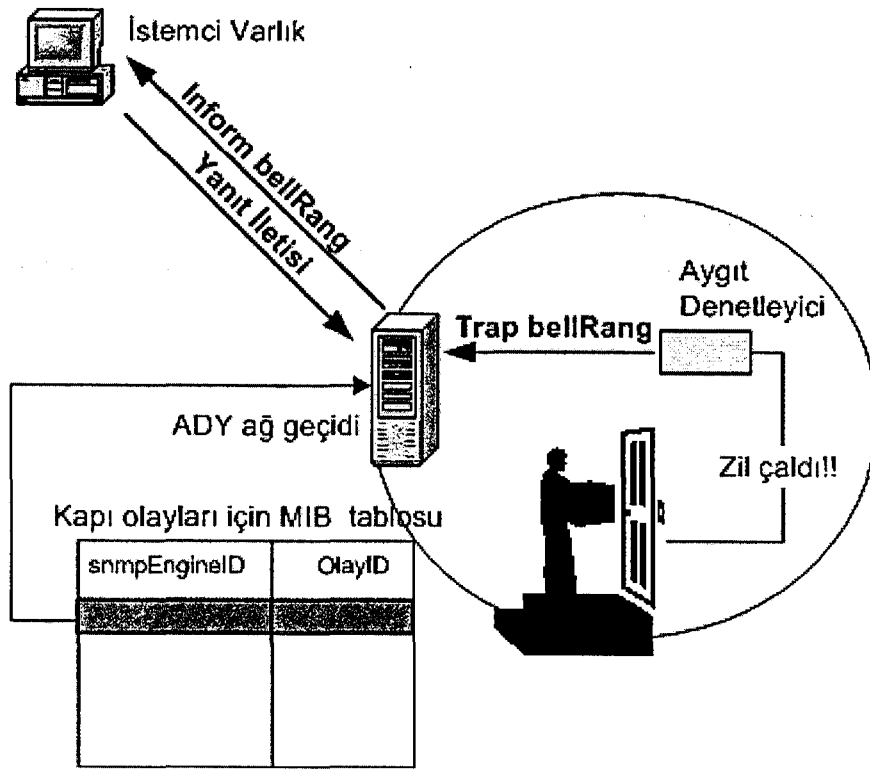 İstemci Varlık
Inform bellRang
Yanıt İletisi
Aygıt
Denetleyici
Trap bellRang
ADY ağ geçidi
Zil çaldı!!
Kapı olayları için MIB tablosu
snmpEngineID OlayID